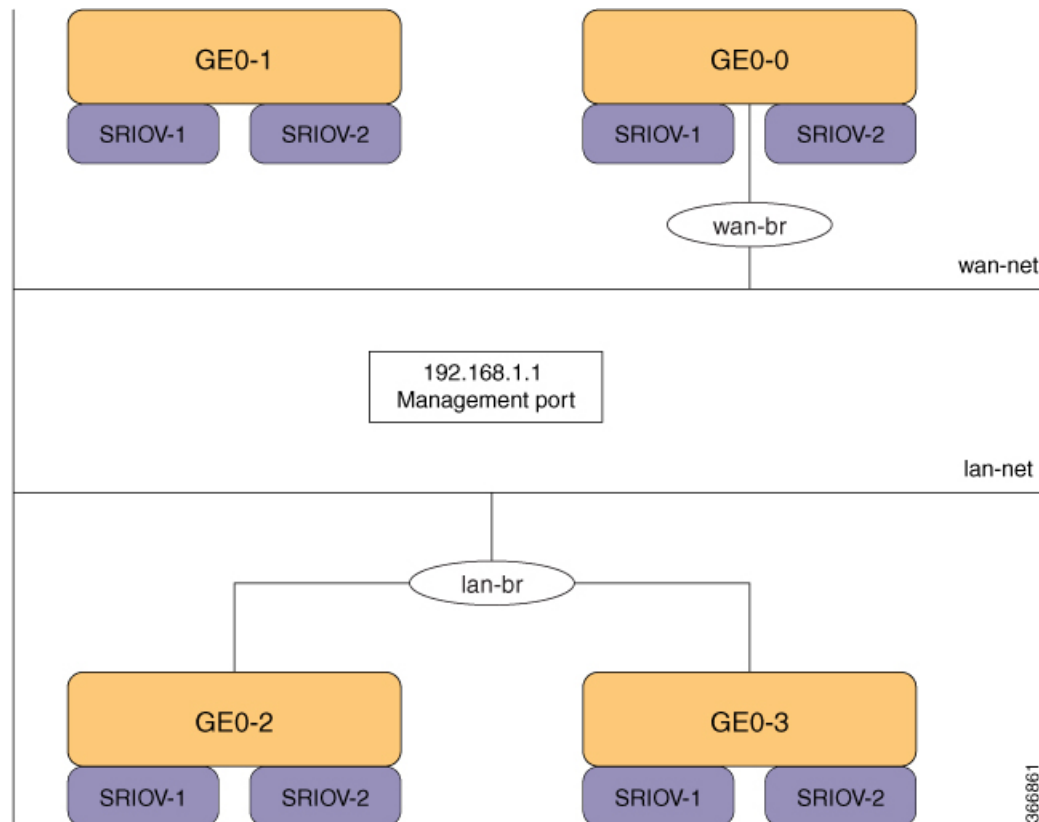 GE0-1
GE0-0
SRIOV-1
SRIOV-2
SRIOV-1
SRIOV-2
wan-br
wan-net
192.168.1.1
Management port
lan-net
lan-br
GE0-2
GE0-3
SRIOV-1
SRIOV-2
SRIOV-1
SRIOV-2
366861